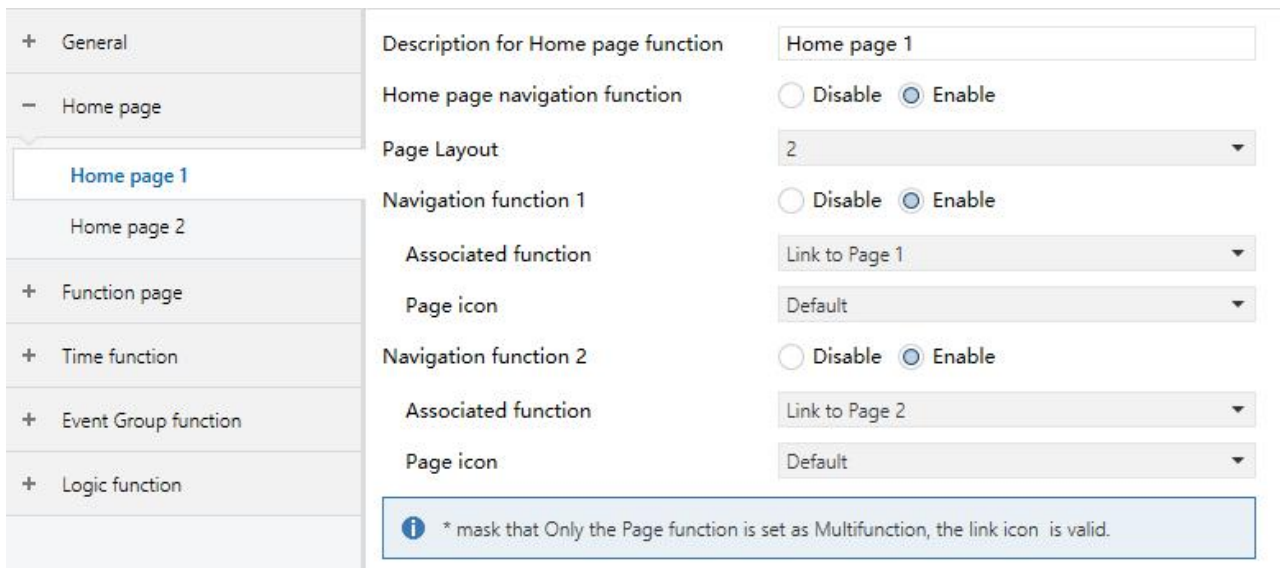 General
Home page
Home page 1
Home page 2
Function page
Time function
Event Group function
Logic function
Description for Home page function Home page 1
Home page navigation function Disable Enable
Page Layout 2
Navigation function 1 Disable Enable
Associated function Link to Page 1
Page icon Default
Navigation function 2 Disable Enable
Associated function Link to Page 2
Page icon Default
* mask that Only the Page function is set as Multifunction, the link icon is valid.